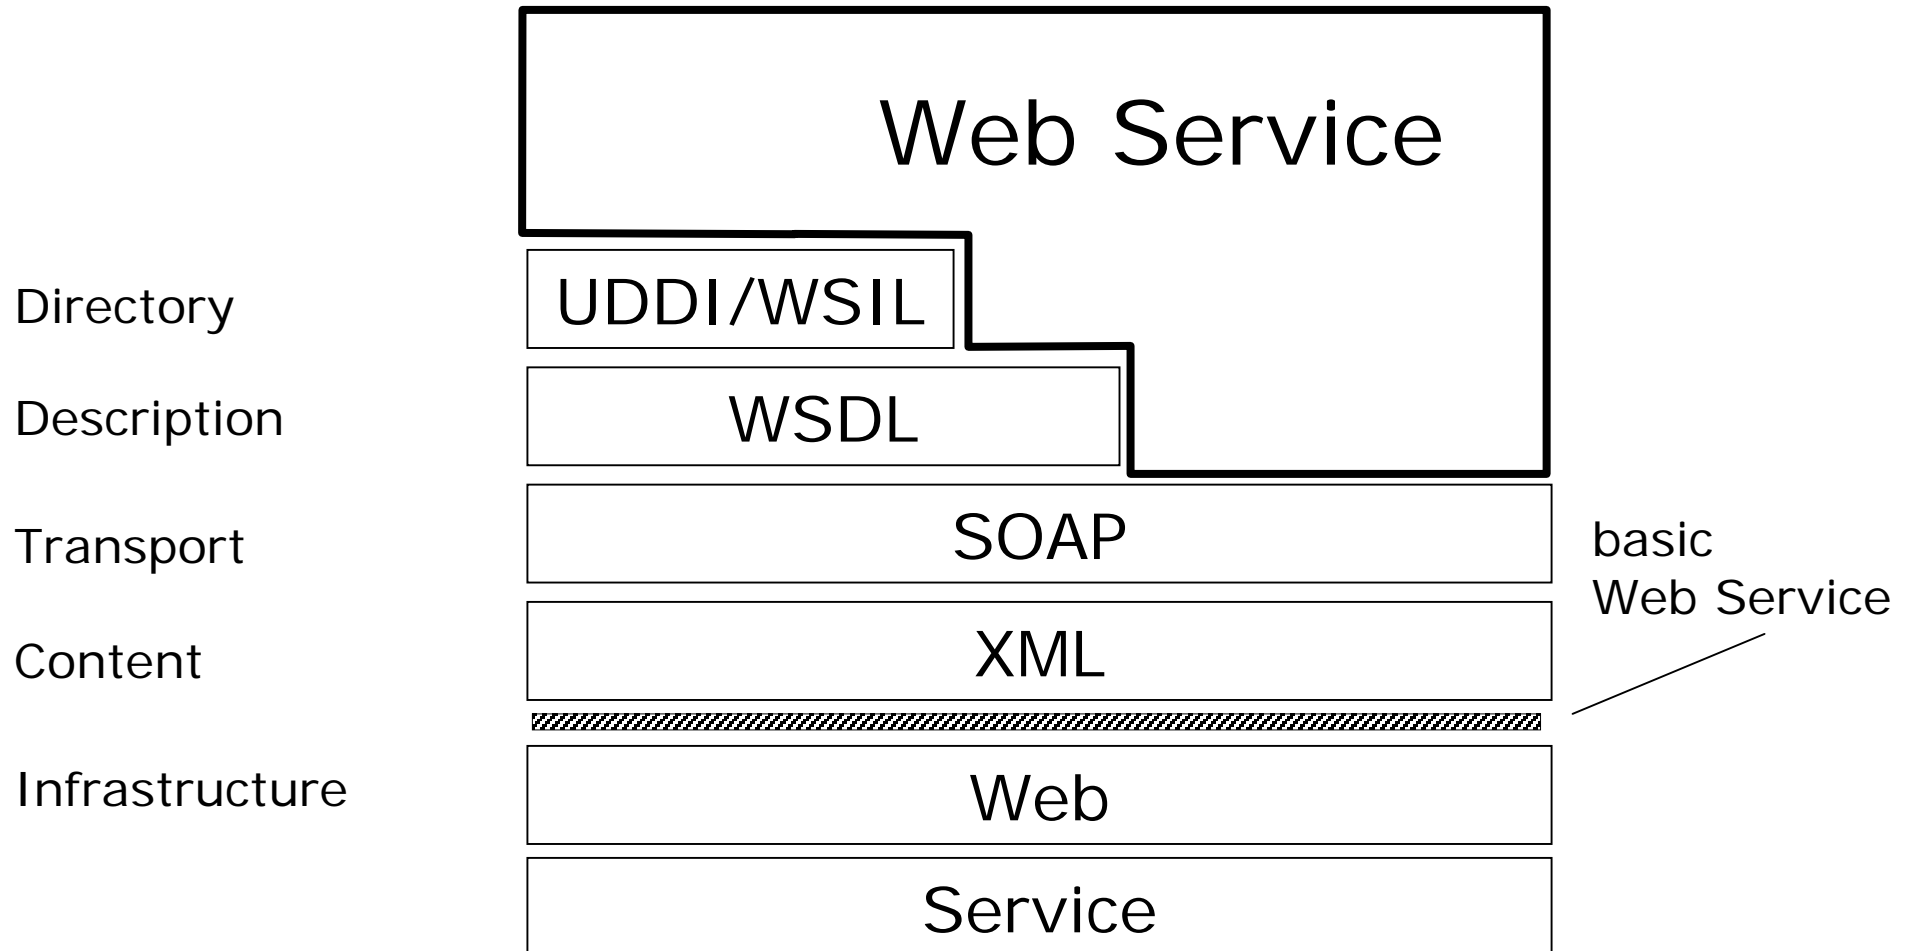 Web Service
Directory
UDDI/WSIL
Description
WSDL
Transport
SOAP
basic
Web Service
Content
XML
Infrastructure
Web
Service